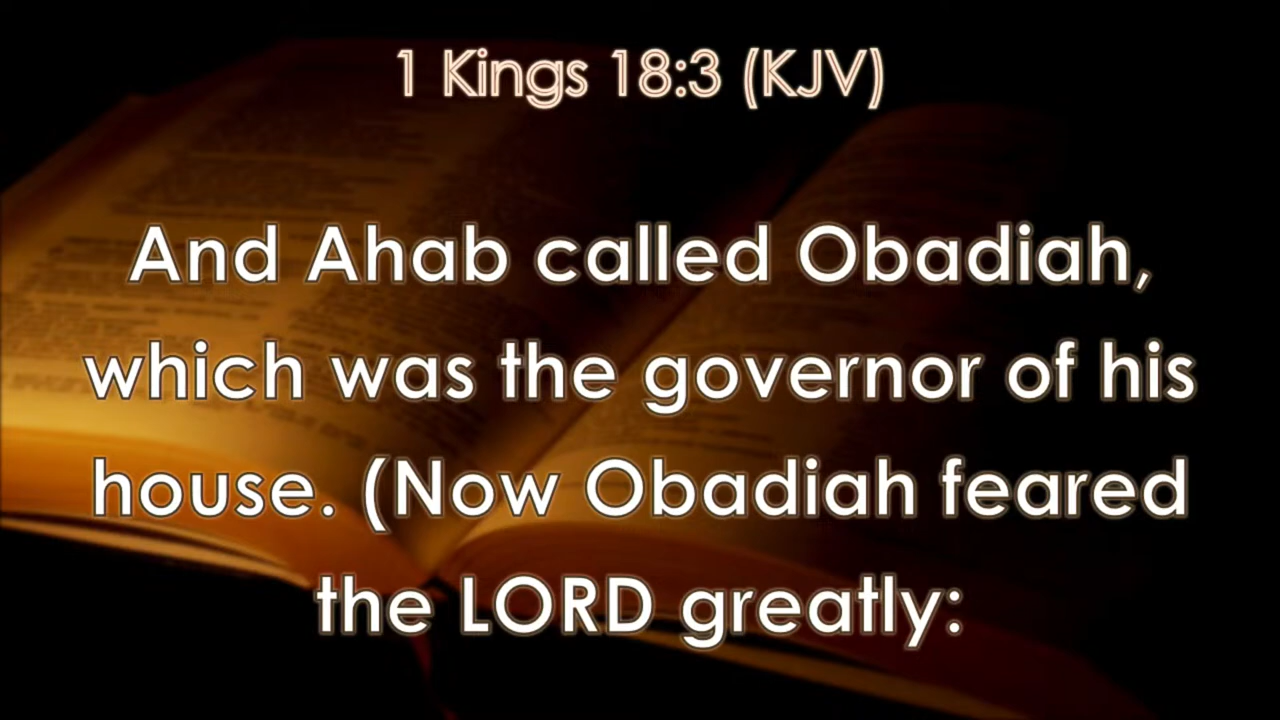 1 Kings 18:3 (KJV)
And Ahab called Obadiah,
which was the governor of his
house. (Now Obadiah feared
the LORD greatly: